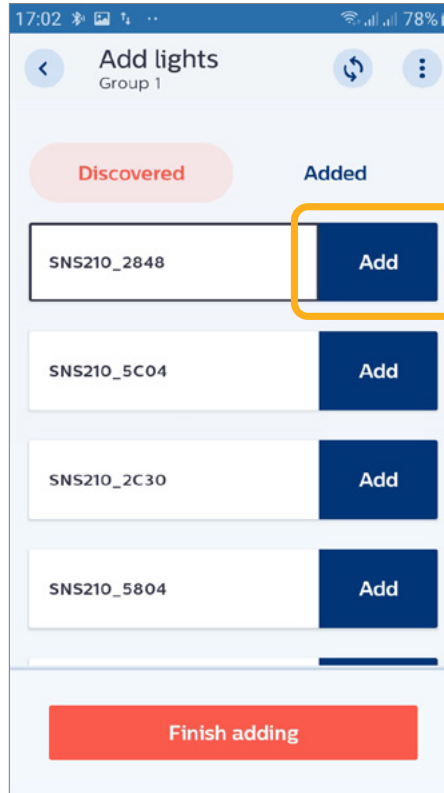 17:02 78%
Add lights
Group 1
Discovered Added
SNS210_2848 Add
SNS210_5C04 Add
SNS210_2C30 Add
SNS210_5804 Add
Finish adding